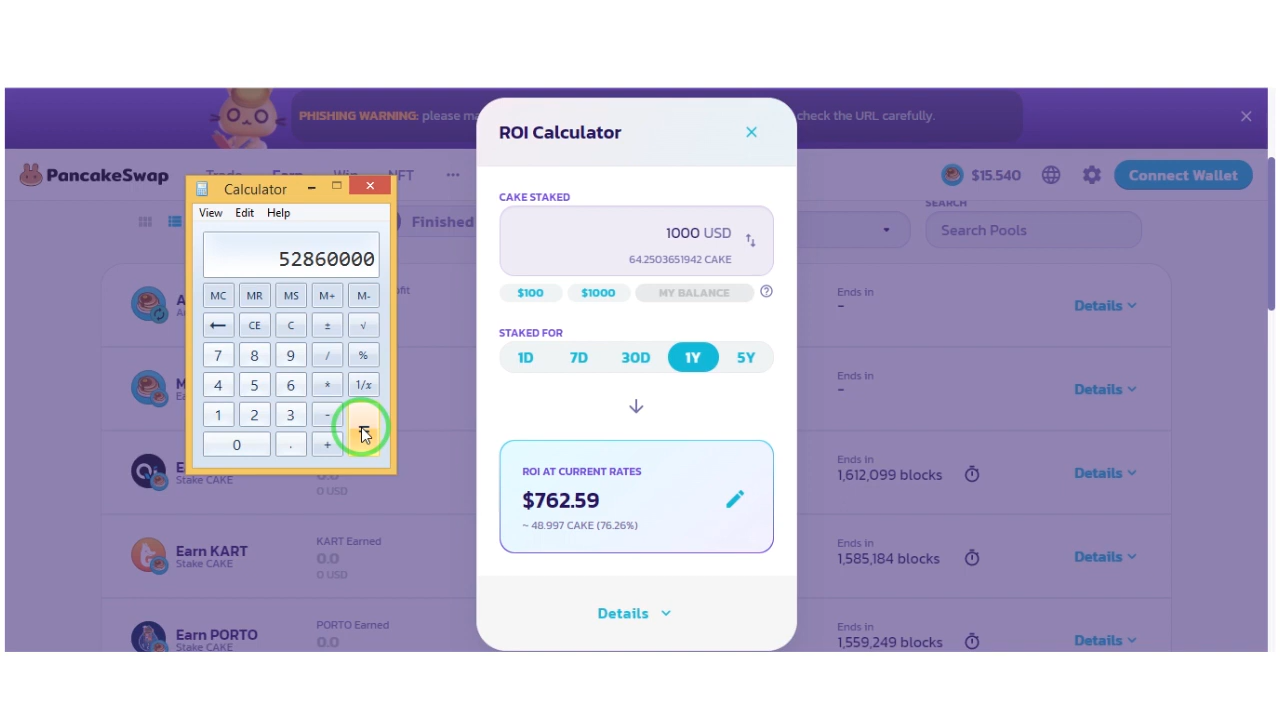 PHISHING WARNING: please ma
check the URL carefully.
PancakeSwap
Trade
Earn
Win
NFT
$15.540
Connect Wallet
Finished
SEARCH
Search Pools
Calculator
View Edit Help
52860000
MC MR MS M+ M-
← CE C ± √
7 8 9 / %
4 5 6 * 1/x
1 2 3 - =
0 . +
ROI Calculator
CAKE STAKED
1000 USD
64.2503651942 CAKE
$100 $1000 MY BALANCE
STAKED FOR
1D 7D 30D 1Y 5Y
ROI AT CURRENT RATES
$762.59
~ 48.997 CAKE (76.26%)
Details
Ends in
-
Details
Ends in
-
Details
Stake CAKE
0 USD
Ends in
1,612,099 blocks
Details
Earn KART
Stake CAKE
KART Earned
0.0
0 USD
Ends in
1,585,184 blocks
Details
Earn PORTO
Stake CAKE
PORTO Earned
0.0
Ends in
1,559,249 blocks
Details